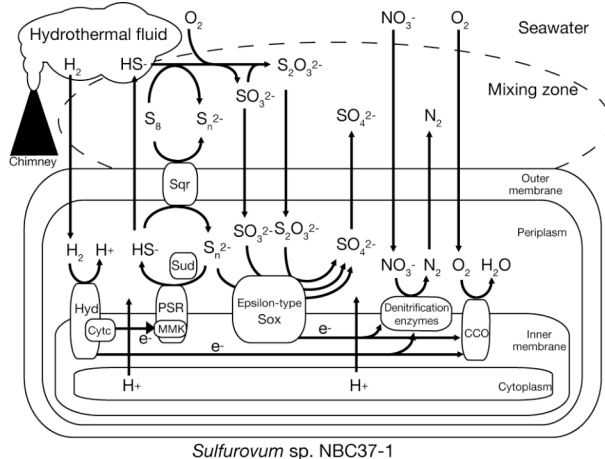 O₂
NO₃⁻
O₂
Seawater
Hydrothermal fluid
H₂
HS-
S₂O₃²⁻
Mixing zone
SO₃²⁻
S₈
Sₙ²⁻
SO₄²⁻
N₂
Chimney
Sqr
Outer
membrane
Periplasm
H₂
H+
HS-
Sₙ²⁻
SO₃²⁻
S₂O₃²⁻
SO₄²⁻
NO₃⁻
N₂
O₂
H₂O
Sud
Hyd
PSR
Epsilon-type
Sox
Denitrification
enzymes
Cytc
MMK
e-
e-
e-
CCO
Inner
membrane
H+
H+
Cytoplasm
Sulfurovum sp. NBC37-1